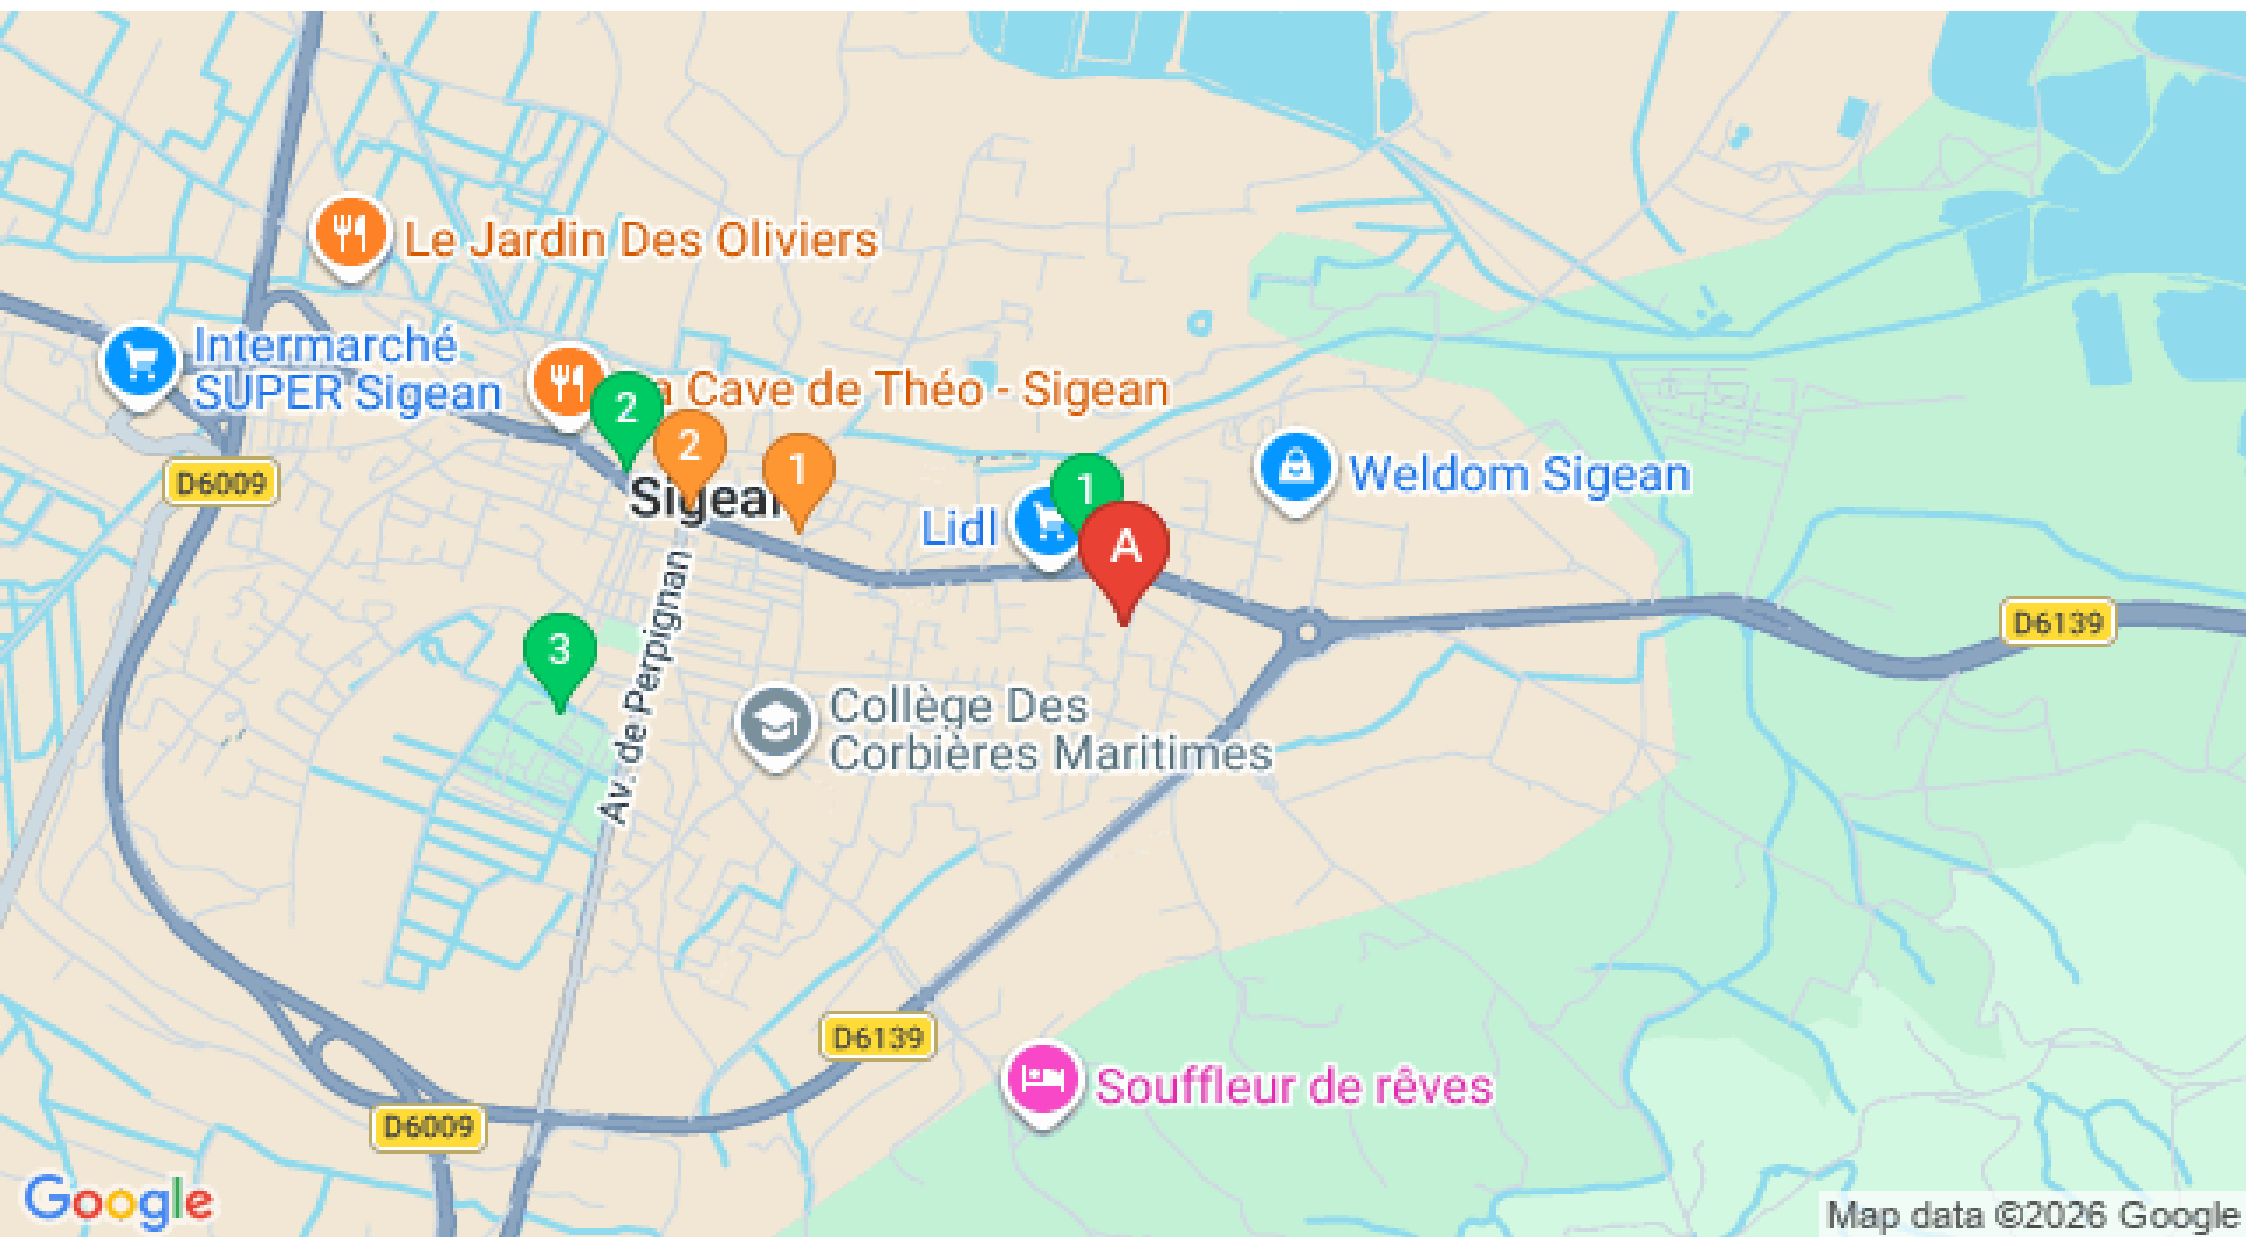 Le Jardin Des Oliviers
Intermarché
SUPER Sigean
a Cave de Théo - Sigean
2
2
1
1
D6009
Sigean
Lidl
A
Weldom Sigean
D6139
3
Av. de Perpignan
Collège Des
Corbières Maritimes
D6139
Souffleur de rêves
D6009
Google
Map data ©2026 Google